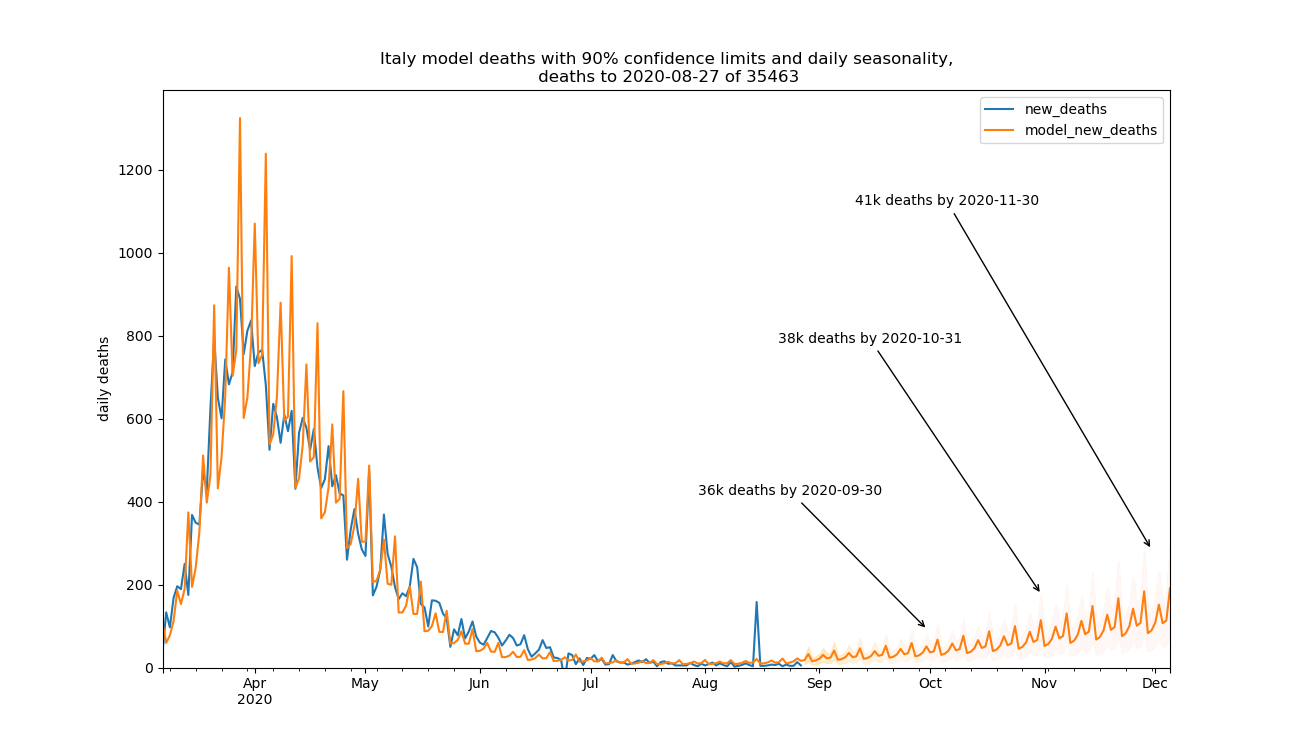 Italy model deaths with 90% confidence limits and daily seasonality,
deaths to 2020-08-27 of 35463
new_deaths
model_new_deaths
1200
1000
800
600
400
200
0
daily deaths
41k deaths by 2020-11-30
38k deaths by 2020-10-31
36k deaths by 2020-09-30
Apr
May
Jun
Jul
Aug
Sep
Oct
Nov
Dec
2020